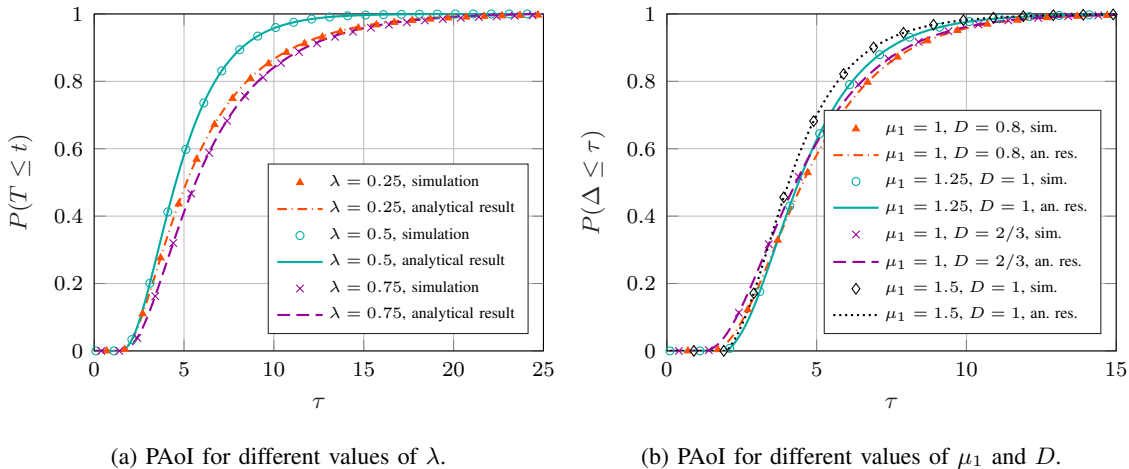 1
0.8
0.6
0.4
0.2
0
P(T ≤ t)
0 5 10 15 20 25
τ
λ = 0.25, simulation
λ = 0.25, analytical result
λ = 0.5, simulation
λ = 0.5, analytical result
λ = 0.75, simulation
λ = 0.75, analytical result
(a) PAoI for different values of λ.
1
0.8
0.6
0.4
0.2
0
P(Δ ≤ τ)
0 5 10 15
τ
μ₁ = 1, D = 0.8, sim.
μ₁ = 1, D = 0.8, an. res.
μ₁ = 1.25, D = 1, sim.
μ₁ = 1.25, D = 1, an. res.
μ₁ = 1, D = 2/3, sim.
μ₁ = 1, D = 2/3, an. res.
μ₁ = 1.5, D = 1, sim.
μ₁ = 1.5, D = 1, an. res.
(b) PAoI for different values of μ₁ and D.